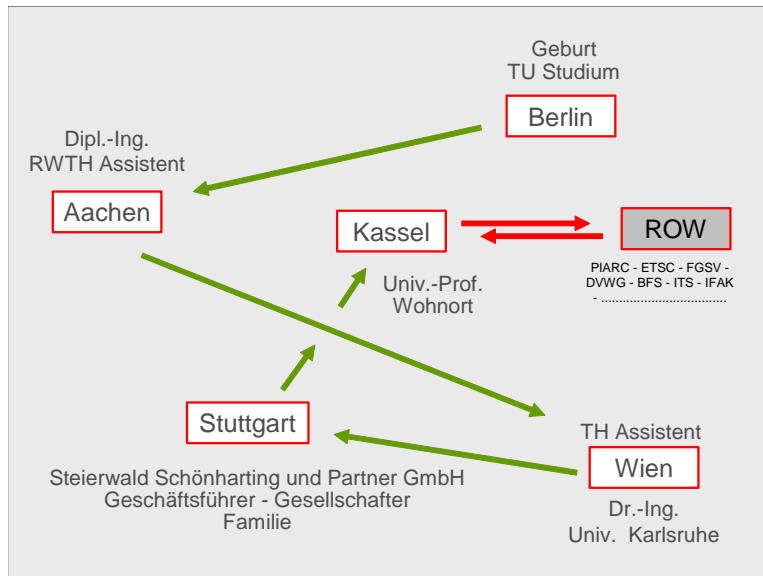 Geburt
TU Studium
Berlin
Dipl.-Ing.
RWTH Assistent
Aachen
Kassel
ROW
PIARC - ETSC - FGSV -
DVWG - BFS - ITS - IFAK
- ..................................
Univ.-Prof.
Wohnort
Stuttgart
Steierwald Schönharting und Partner GmbH
Geschäftsführer - Gesellschafter
Familie
TH Assistent
Wien
Dr.-Ing.
Univ. Karlsruhe